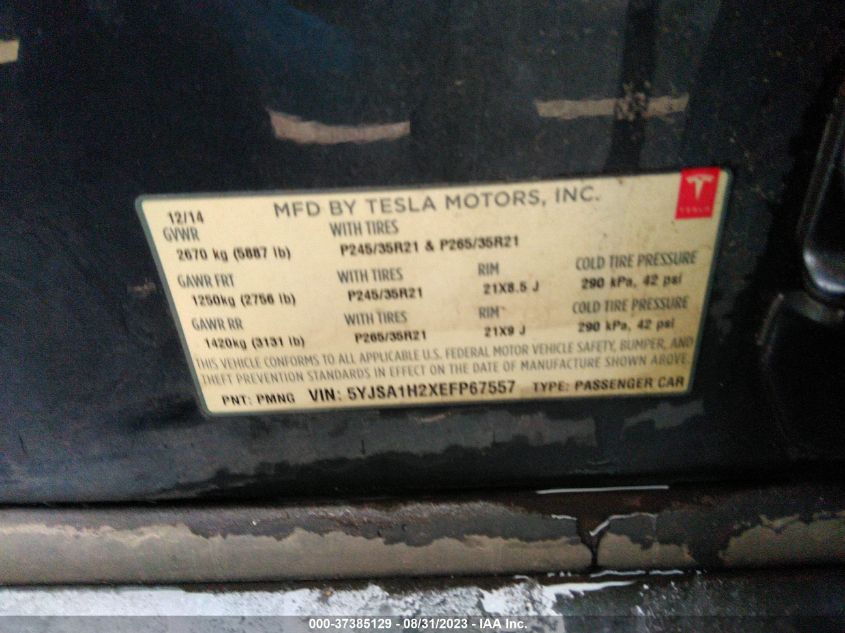 12/14 MFD BY TESLA MOTORS, INC. TESLA
GVWR WITH TIRES
2670 kg (5887 lb) P245/35R21 & P265/35R21
GAWR FRT WITH TIRES RIM COLD TIRE PRESSURE
1250kg (2756 lb) P245/35R21 21X8.5 J 290 kPa, 42 psi
GAWR RR WITH TIRES RIM COLD TIRE PRESSURE
1420kg (3131 lb) P265/35R21 21X9 J 290 kPa, 42 psi
THIS VEHICLE CONFORMS TO ALL APPLICABLE U.S. FEDERAL MOTOR VEHICLE SAFETY, BUMPER, AND
THEFT PREVENTION STANDARDS IN EFFECT ON THE DATE OF MANUFACTURE SHOWN ABOVE.
PNT: PMNG VIN: 5YJSA1H2XEFP67557 TYPE: PASSENGER CAR
000-37385129 - 08/31/2023 - IAA Inc.